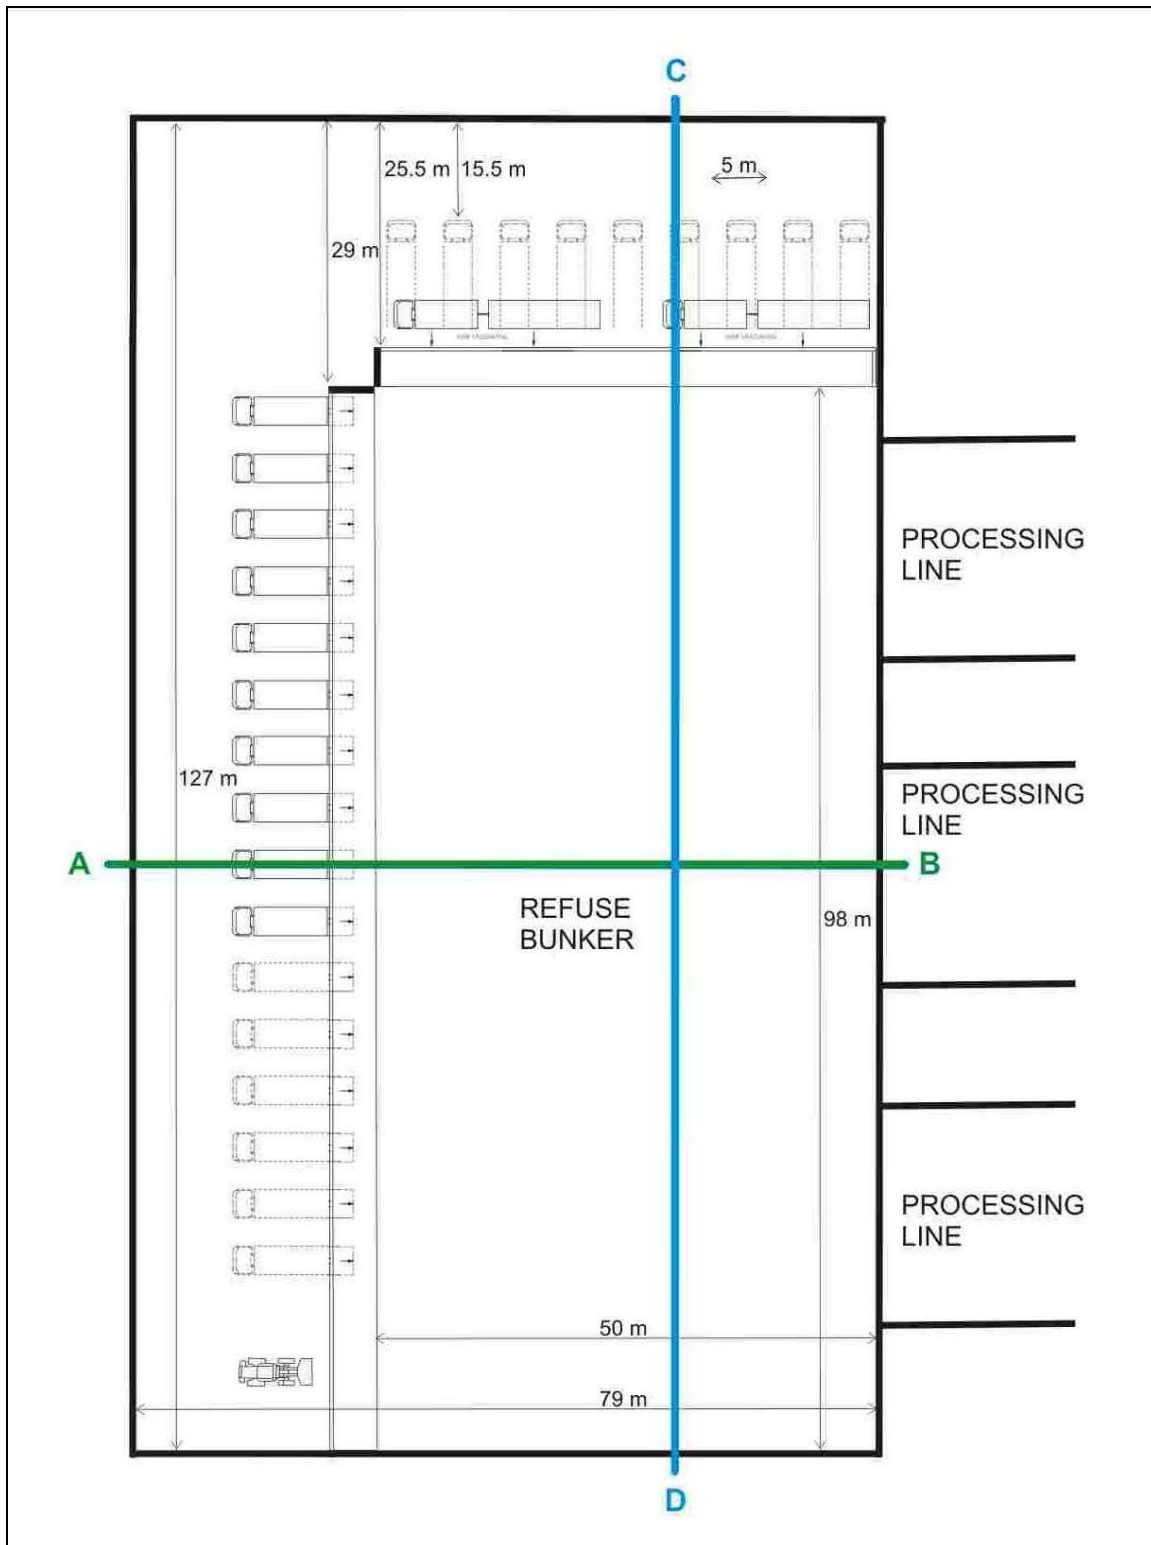 C
25.5 m
15.5 m
5 m
29 m
PROCESSING
LINE
127 m
PROCESSING
LINE
A
B
REFUSE
BUNKER
98 m
PROCESSING
LINE
50 m
79 m
D